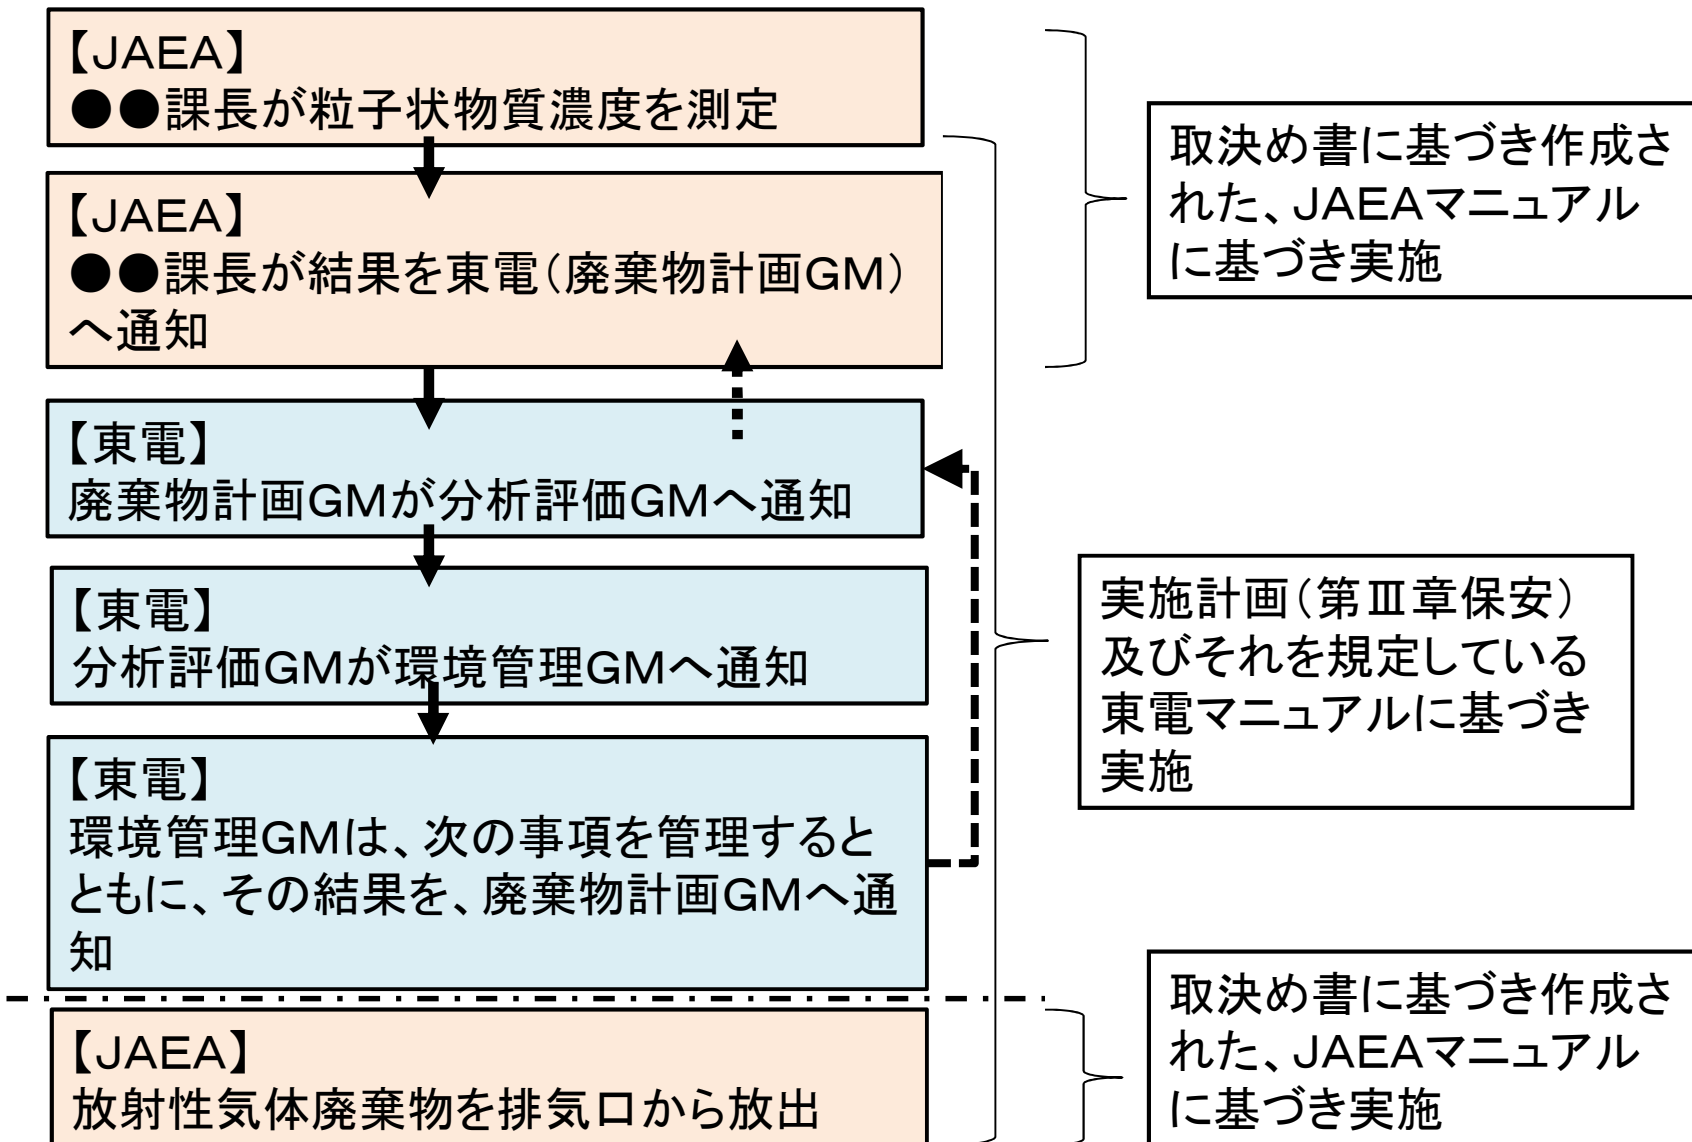 【JAEA】
●●課長が粒子状物質濃度を測定
【JAEA】
●●課長が結果を東電（廃棄物計画GM）
へ通知
取決め書に基づき作成さ
れた、JAEAマニュアル
に基づき実施
【東電】
廃棄物計画GMが分析評価GMへ通知
【東電】
分析評価GMが環境管理GMへ通知
【東電】
環境管理GMは、次の事項を管理すると
ともに、その結果を、廃棄物計画GMへ通
知
実施計画（第Ⅲ章保安）
及びそれを規定している
東電マニュアルに基づき
実施
【JAEA】
放射性気体廃棄物を排気口から放出
取決め書に基づき作成さ
れた、JAEAマニュアル
に基づき実施